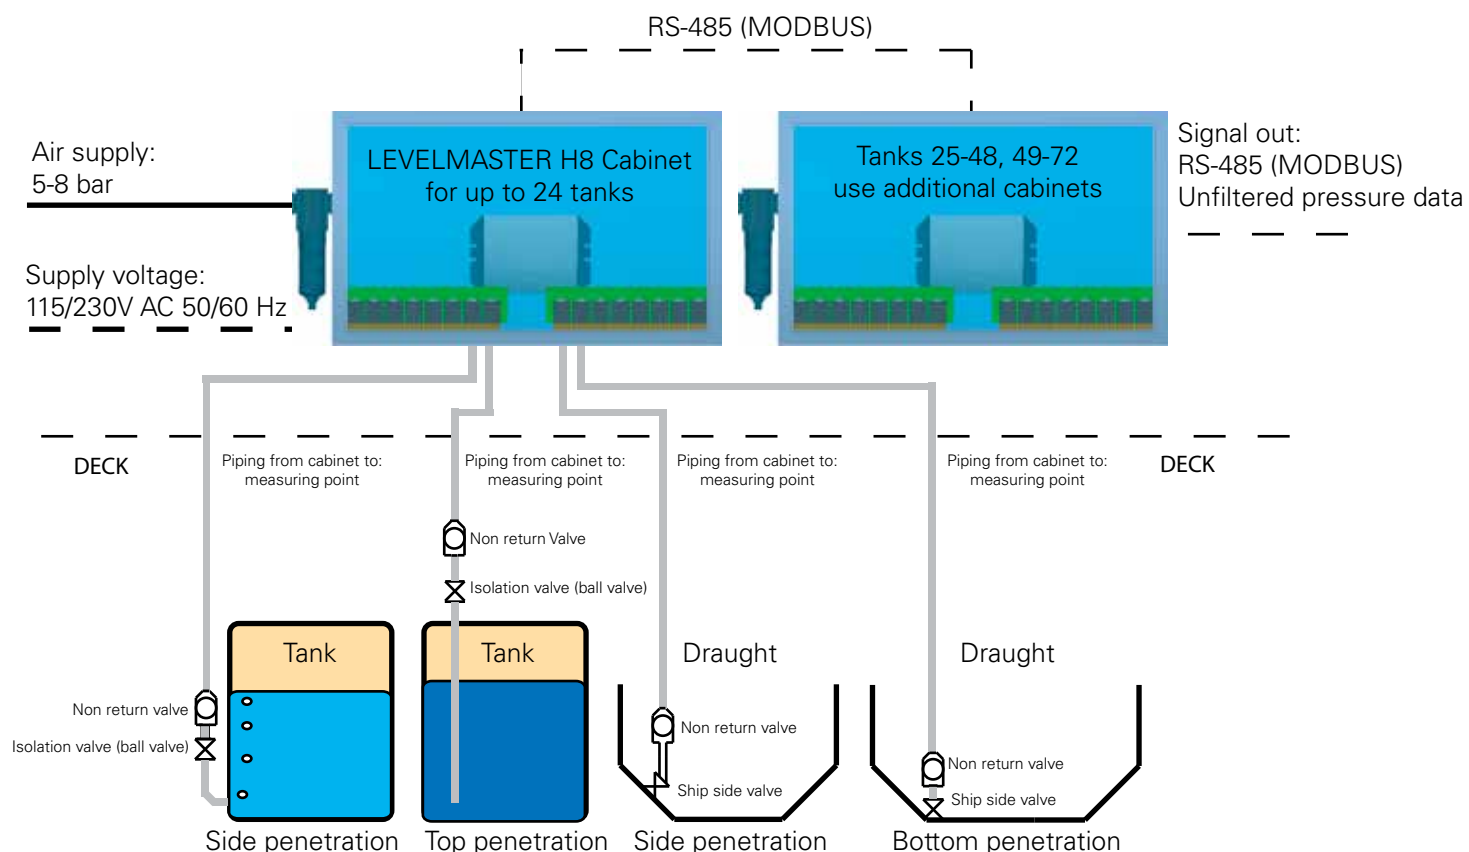 RS-485 (MODBUS)
Air supply:
5-8 bar
Supply voltage:
115/230V AC 50/60 Hz
LEVELMASTER H8 Cabinet
for up to 24 tanks
Tanks 25-48, 49-72
use additional cabinets
Signal out:
RS-485 (MODBUS)
Unfiltered pressure data
DECK
Piping from cabinet to:
measuring point
Piping from cabinet to:
measuring point
Piping from cabinet to:
measuring point
Piping from cabinet to:
measuring point
DECK
Non return Valve
Isolation valve (ball valve)
Tank
Tank
Draught
Draught
Non return valve
Isolation valve (ball valve)
Non return valve
Ship side valve
Non return valve
Ship side valve
Side penetration
Top penetration
Side penetration
Bottom penetration